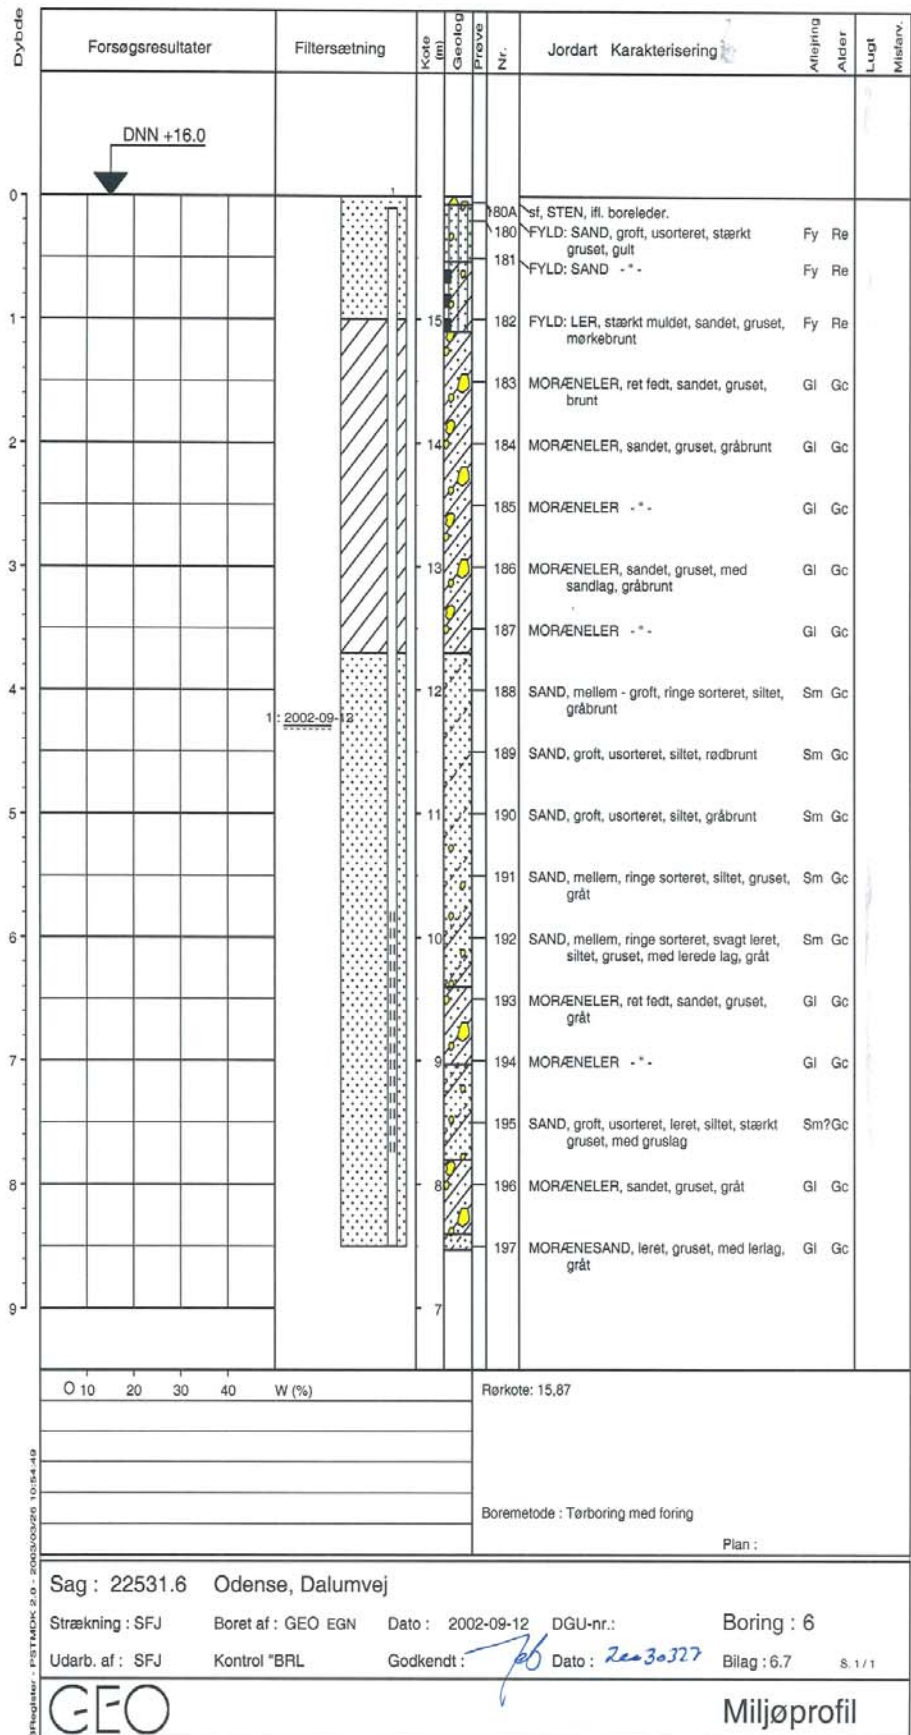 Dybde
Forsøgsresultater
Filtersætning
Kote (m)
Geologi
Prøve
Nr.
Jordart Karakterisering
Aflejring
Alder
Lugt
Misfarv.
DNN +16.0
0
1
180A sf, STEN, ifl. boreleder.
180 FYLD: SAND, groft, usorteret, stærkt Fy Re
gruset, gult
181 FYLD: SAND -"- Fy Re
1 15 182 FYLD: LER, stærkt muldet, sandet, gruset, Fy Re
mørkebrunt
183 MORÆNELER, ret fedt, sandet, gruset, Gl Gc
brunt
2 14 184 MORÆNELER, sandet, gruset, gråbrunt Gl Gc
185 MORÆNELER -"- Gl Gc
3 13 186 MORÆNELER, sandet, gruset, med Gl Gc
sandlag, gråbrunt
187 MORÆNELER -"- Gl Gc
4 12 188 SAND, mellem - groft, ringe sorteret, siltet, Sm Gc
gråbrunt
1 : 2002-09-12
189 SAND, groft, usorteret, siltet, rødbrunt Sm Gc
5 11 190 SAND, groft, usorteret, siltet, gråbrunt Sm Gc
191 SAND, mellem, ringe sorteret, siltet, gruset, Sm Gc
gråt
6 10 192 SAND, mellem, ringe sorteret, svagt leret, Sm Gc
siltet, gruset, med lerede lag, gråt
193 MORÆNELER, ret fedt, sandet, gruset, Gl Gc
gråt
7 9 194 MORÆNELER -"- Gl Gc
195 SAND, groft, usorteret, leret, siltet, stærkt Sm?Gc
gruset, med gruslag
8 8 196 MORÆNELER, sandet, gruset, gråt Gl Gc
197 MORÆNESAND, leret, gruset, med lerlag, Gl Gc
gråt
9 7
O 10 20 30 40 W (%)
Rørkote: 15,87
Boremetode : Tørboring med foring
Plan :
Register - PSTMDK 2.0 - 2003/03/26 10:54:49
Sag : 22531.6 Odense, Dalumvej
Strækning : SFJ Boret af : GEO EGN Dato : 2002-09-12 DGU-nr.: Boring : 6
Udarb. af : SFJ Kontrol "BRL Godkendt : Dato : Bilag : 6.7 S. 1 / 1
GEO Miljøprofil